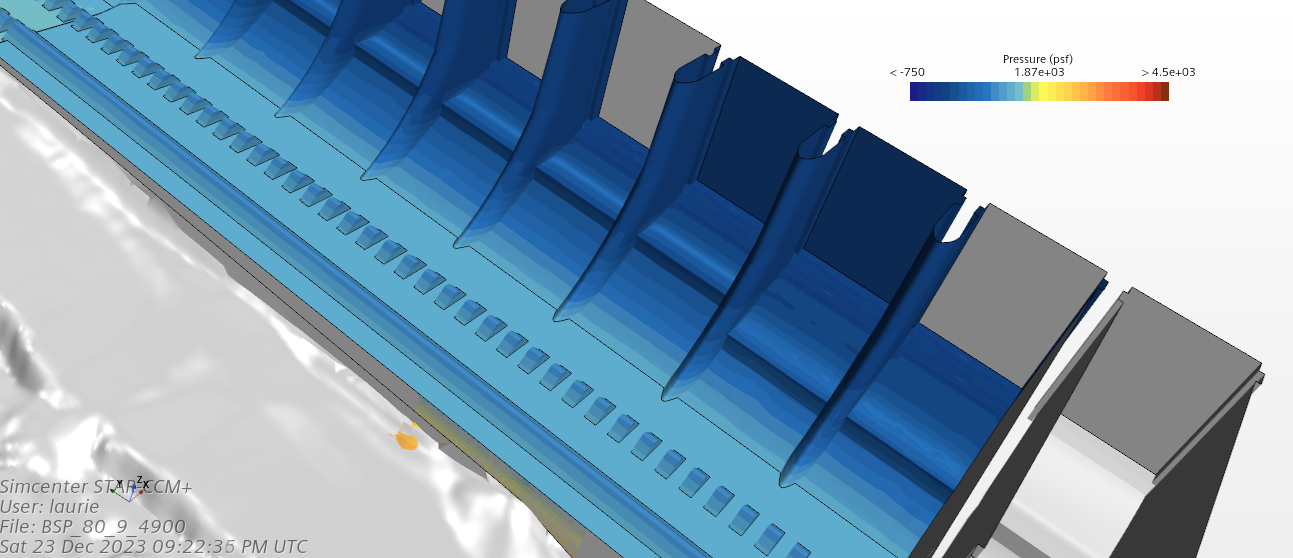 Pressure (psf)
< -750 1.87e+03 > 4.5e+03
Simcenter STAR-CCM+
User: laurie
File: BSP_80_9_4900
Sat 23 Dec 2023 09:22:35 PM UTC